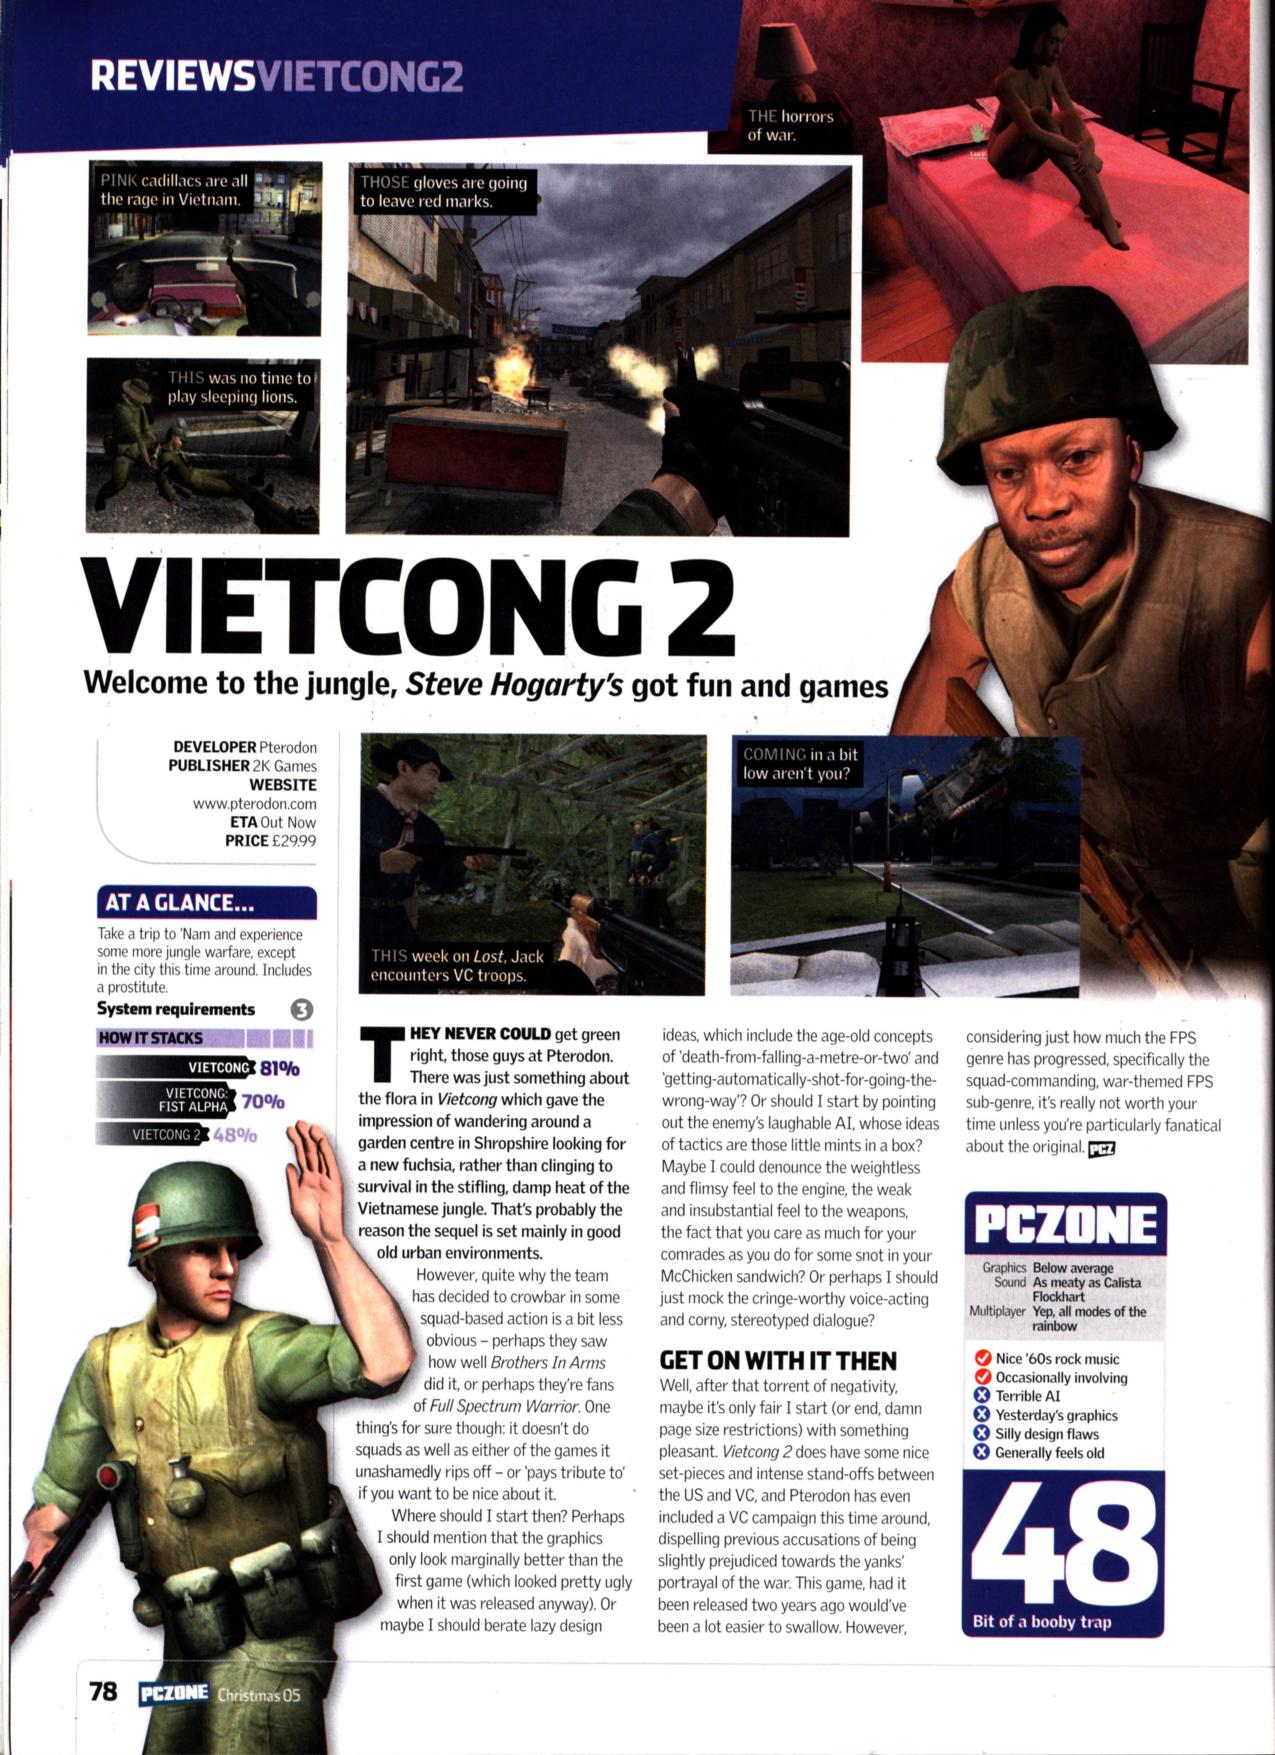 REVIEWSVIETCONG2
THE horrors
of war.
PINK cadillacs are all
the rage in Vietnam.
THOSE gloves are going
to leave red marks.
THIS was no time to
play sleeping lions.
VIETCONG 2
Welcome to the jungle, Steve Hogarty's got fun and games
DEVELOPER Pterodon
PUBLISHER 2K Games
WEBSITE
www.pterodon.com
ETA Out Now
PRICE £29.99
AT A GLANCE...
Take a trip to 'Nam and experience
some more jungle warfare, except
in the city this time around. Includes
a prostitute.
System requirements 3
HOW IT STACKS
VIETCONG 81%
VIETCONG:
FIST ALPHA 70%
VIETCONG 2 48%
THIS week on Lost, Jack
encounters VC troops.
COMING in a bit
low aren't you?
THEY NEVER COULD get green
right, those guys at Pterodon.
There was just something about
the flora in Vietcong which gave the
impression of wandering around a
garden centre in Shropshire looking for
a new fuchsia, rather than clinging to
survival in the stifling, damp heat of the
Vietnamese jungle. That's probably the
reason the sequel is set mainly in good
old urban environments.
However, quite why the team
has decided to crowbar in some
squad-based action is a bit less
obvious – perhaps they saw
how well Brothers In Arms
did it, or perhaps they're fans
of Full Spectrum Warrior. One
thing's for sure though: it doesn't do
squads as well as either of the games it
unashamedly rips off – or 'pays tribute to'
if you want to be nice about it.
Where should I start then? Perhaps
I should mention that the graphics
only look marginally better than the
first game (which looked pretty ugly
when it was released anyway). Or
maybe I should berate lazy design
ideas, which include the age-old concepts
of 'death-from-falling-a-metre-or-two' and
'getting-automatically-shot-for-going-the-
wrong-way'? Or should I start by pointing
out the enemy's laughable AI, whose ideas
of tactics are those little mints in a box?
Maybe I could denounce the weightless
and flimsy feel to the engine, the weak
and insubstantial feel to the weapons,
the fact that you care as much for your
comrades as you do for some snot in your
McChicken sandwich? Or perhaps I should
just mock the cringe-worthy voice-acting
and corny, stereotyped dialogue?
GET ON WITH IT THEN
Well, after that torrent of negativity,
maybe it's only fair I start (or end, damn
page size restrictions) with something
pleasant. Vietcong 2 does have some nice
set-pieces and intense stand-offs between
the US and VC, and Pterodon has even
included a VC campaign this time around,
dispelling previous accusations of being
slightly prejudiced towards the yanks'
portrayal of the war. This game, had it
been released two years ago would've
been a lot easier to swallow. However,
considering just how much the FPS
genre has progressed, specifically the
squad-commanding, war-themed FPS
sub-genre, it's really not worth your
time unless you're particularly fanatical
about the original. PCZ
PCZONE
Graphics Below average
Sound As meaty as Calista
Flockhart
Multiplayer Yep, all modes of the
rainbow
Nice '60s rock music
Occasionally involving
Terrible AI
Yesterday's graphics
Silly design flaws
Generally feels old
48
Bit of a booby trap
78 PCZONE Christmas 05